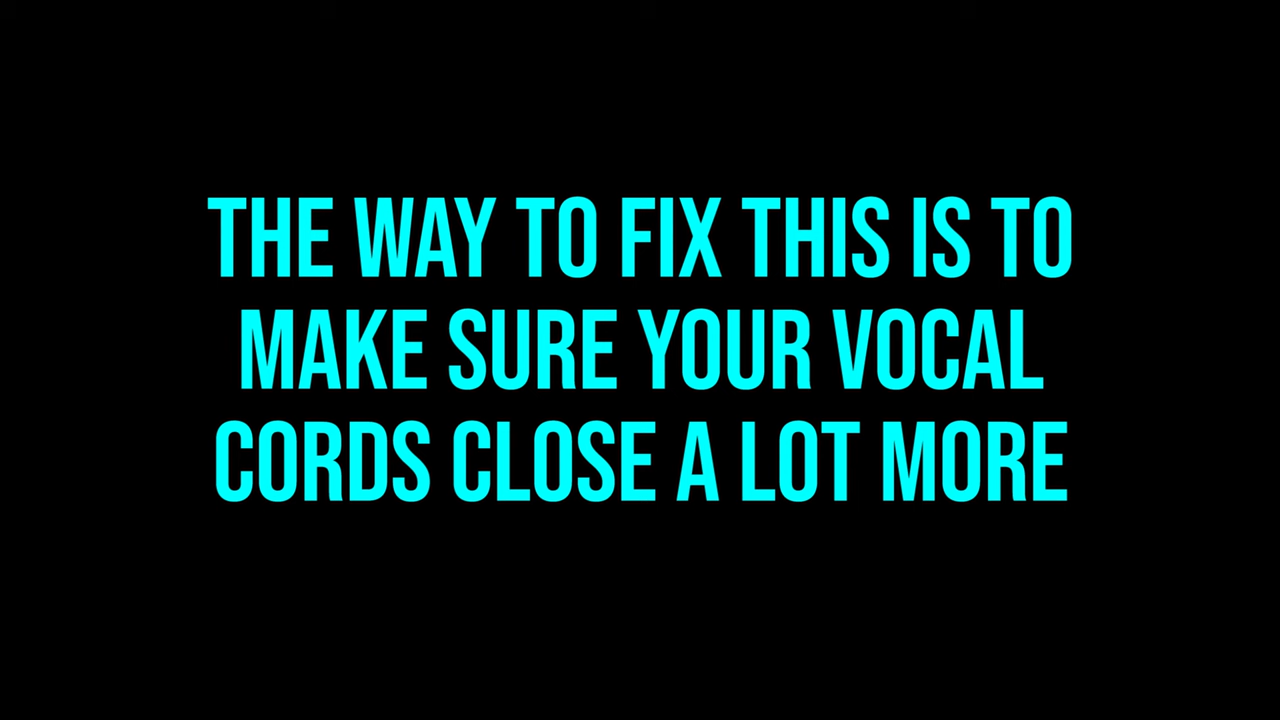 THE WAY TO FIX THIS IS TO
MAKE SURE YOUR VOCAL
CORDS CLOSE A LOT MORE